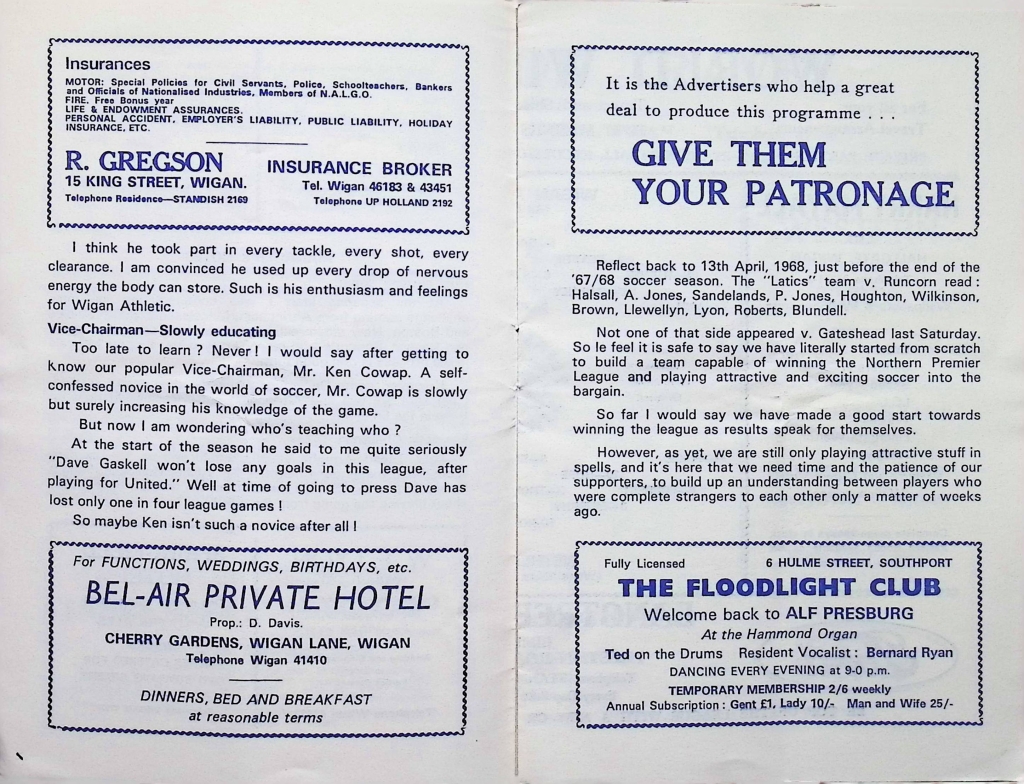 Insurances
MOTOR: Special Policies for Civil Servants, Police, Schoolteachers, Bankers
and Officials of Nationalised Industries, Members of N.A.L.G.O.
FIRE. Free Bonus year
LIFE & ENDOWMENT ASSURANCES.
PERSONAL ACCIDENT, EMPLOYER'S LIABILITY, PUBLIC LIABILITY, HOLIDAY
INSURANCE, ETC.
R. GREGSON INSURANCE BROKER
15 KING STREET, WIGAN. Tel. Wigan 46183 & 43451
Telephone Residence—STANDISH 2169 Telephone UP HOLLAND 2192
I think he took part in every tackle, every shot, every
clearance. I am convinced he used up every drop of nervous
energy the body can store. Such is his enthusiasm and feelings
for Wigan Athletic.
Vice-Chairman—Slowly educating
Too late to learn ? Never ! I would say after getting to
know our popular Vice-Chairman, Mr. Ken Cowap. A self-
confessed novice in the world of soccer, Mr. Cowap is slowly
but surely increasing his knowledge of the game.
But now I am wondering who's teaching who ?
At the start of the season he said to me quite seriously
"Dave Gaskell won't lose any goals in this league, after
playing for United." Well at time of going to press Dave has
lost only one in four league games !
So maybe Ken isn't such a novice after all !
For FUNCTIONS, WEDDINGS, BIRTHDAYS, etc.
BEL-AIR PRIVATE HOTEL
Prop.: D. Davis.
CHERRY GARDENS, WIGAN LANE, WIGAN
Telephone Wigan 41410
DINNERS, BED AND BREAKFAST
at reasonable terms
It is the Advertisers who help a great
deal to produce this programme . . .
GIVE THEM
YOUR PATRONAGE
Reflect back to 13th April, 1968, just before the end of the
'67/68 soccer season. The "Latics" team v. Runcorn read :
Halsall, A. Jones, Sandelands, P. Jones, Houghton, Wilkinson,
Brown, Llewellyn, Lyon, Roberts, Blundell.
Not one of that side appeared v. Gateshead last Saturday.
So le feel it is safe to say we have literally started from scratch
to build a team capable of winning the Northern Premier
League and playing attractive and exciting soccer into the
bargain.
So far I would say we have made a good start towards
winning the league as results speak for themselves.
However, as yet, we are still only playing attractive stuff in
spells, and it's here that we need time and the patience of our
supporters, to build up an understanding between players who
were complete strangers to each other only a matter of weeks
ago.
Fully Licensed 6 HULME STREET, SOUTHPORT
THE FLOODLIGHT CLUB
Welcome back to ALF PRESBURG
At the Hammond Organ
Ted on the Drums Resident Vocalist : Bernard Ryan
DANCING EVERY EVENING at 9-0 p.m.
TEMPORARY MEMBERSHIP 2/6 weekly
Annual Subscription : Gent £1, Lady 10/- Man and Wife 25/-